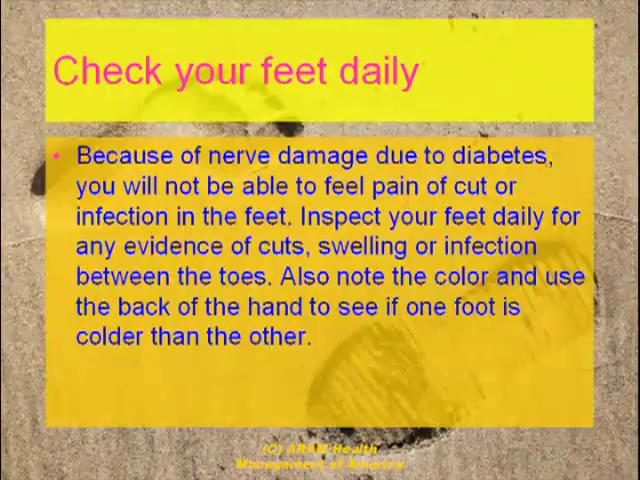 Check your feet daily
• Because of nerve damage due to diabetes,
you will not be able to feel pain of cut or
infection in the feet. Inspect your feet daily for
any evidence of cuts, swelling or infection
between the toes. Also note the color and use
the back of the hand to see if one foot is
colder than the other.
(C) ARAM Health
Management of America